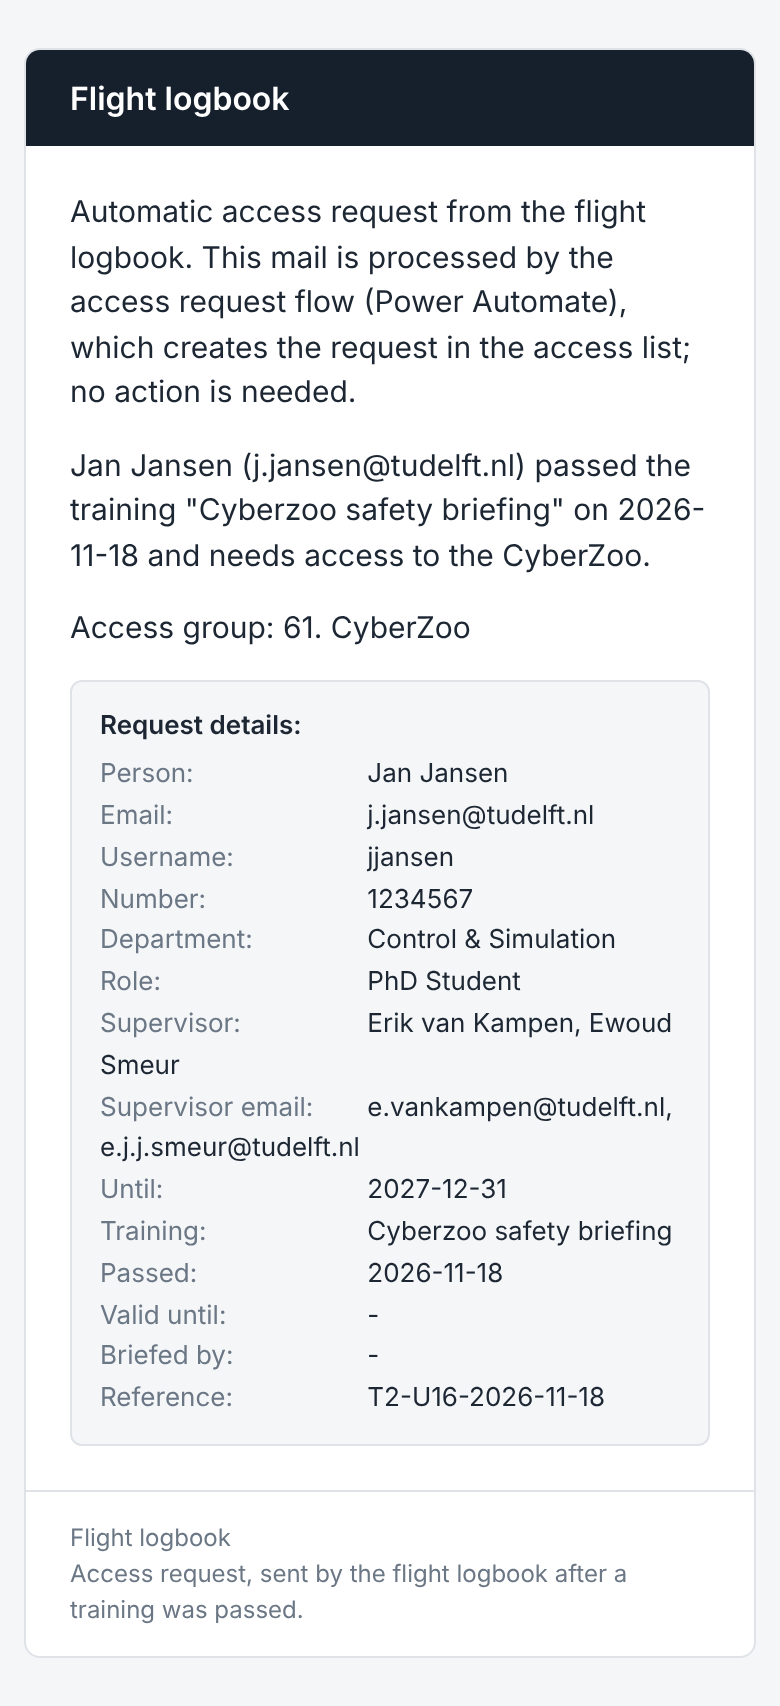 Flight logbook
Automatic access request from the flight
logbook. This mail is processed by the
access request flow (Power Automate),
which creates the request in the access list;
no action is needed.
Jan Jansen (j.jansen@tudelft.nl) passed the
training "Cyberzoo safety briefing" on 2026-
11-18 and needs access to the CyberZoo.
Access group: 61. CyberZoo
Request details:
Person: Jan Jansen
Email: j.jansen@tudelft.nl
Username: jjansen
Number: 1234567
Department: Control & Simulation
Role: PhD Student
Supervisor: Erik van Kampen, Ewoud
Smeur
Supervisor email: e.vankampen@tudelft.nl,
e.j.j.smeur@tudelft.nl
Until: 2027-12-31
Training: Cyberzoo safety briefing
Passed: 2026-11-18
Valid until: -
Briefed by: -
Reference: T2-U16-2026-11-18
Flight logbook
Access request, sent by the flight logbook after a
training was passed.